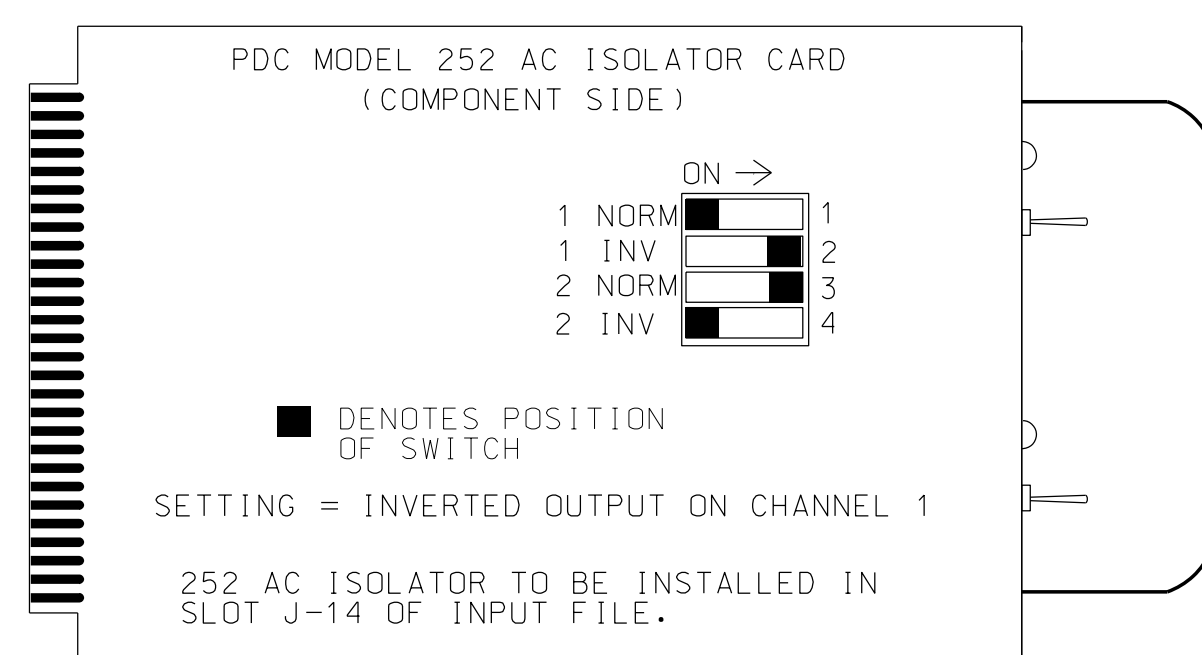 PDC MODEL 252 AC ISOLATOR CARD
(COMPONENT SIDE)
ON →
1 NORM 1
1 INV 2
2 NORM 3
2 INV 4
DENOTES POSITION
OF SWITCH
SETTING = INVERTED OUTPUT ON CHANNEL 1
252 AC ISOLATOR TO BE INSTALLED IN
SLOT J-14 OF INPUT FILE.